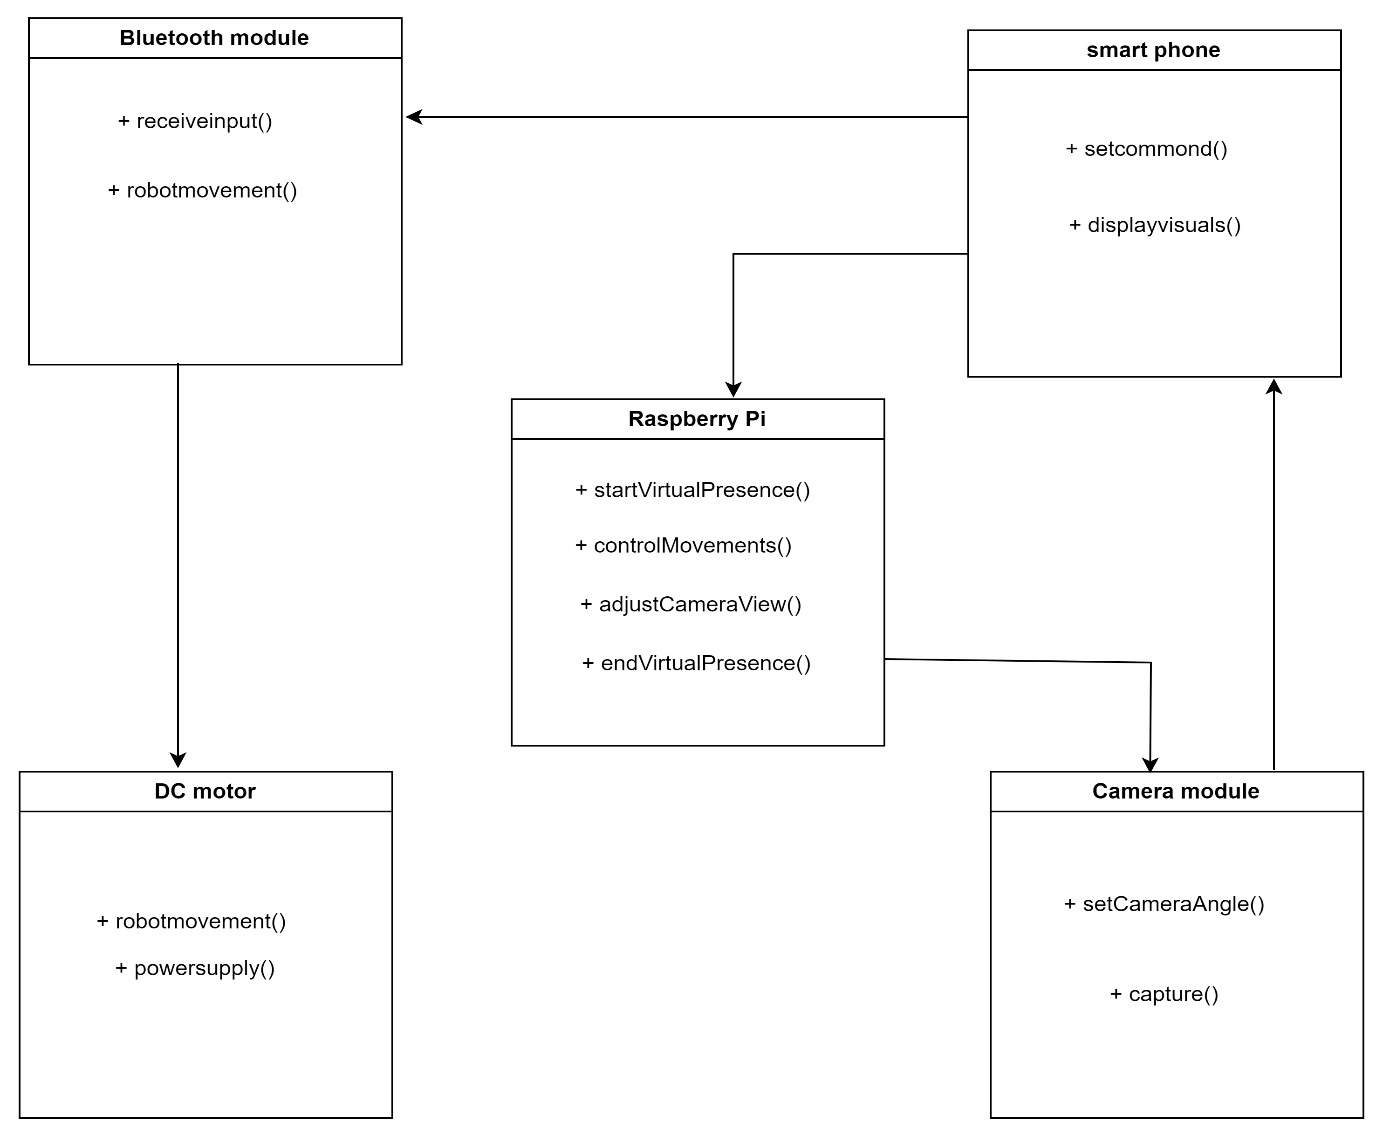 Bluetooth module
+ receiveinput()
+ robotmovement()
smart phone
+ setcommond()
+ displayvisuals()
Raspberry Pi
+ startVirtualPresence()
+ controlMovements()
+ adjustCameraView()
+ endVirtualPresence()
DC motor
+ robotmovement()
+ powersupply()
Camera module
+ setCameraAngle()
+ capture()